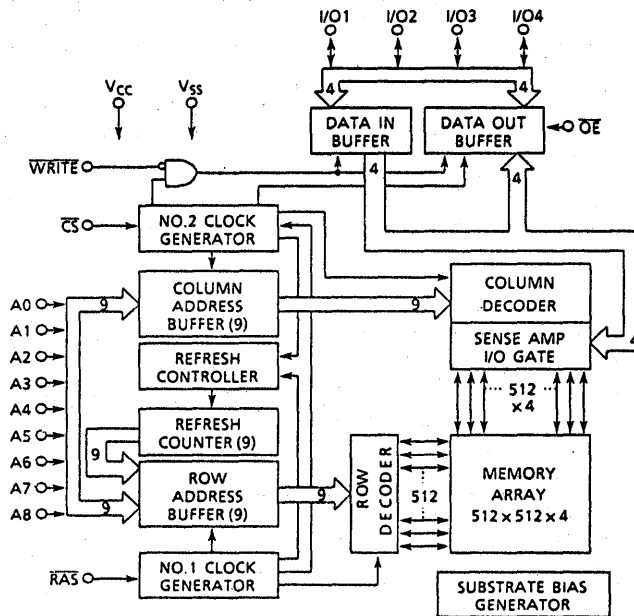 I/O1 I/O2 I/O3 I/O4
4 4
VCC VSS
DATA IN
BUFFER
DATA OUT
BUFFER
OE
WRITE
4
4
CS
NO.2 CLOCK
GENERATOR
A0
A1
A2
A3
A4
A5
A6
A7
A8
9
COLUMN
ADDRESS
BUFFER (9)
9
COLUMN
DECODER
SENSE AMP
I/O GATE
4
REFRESH
CONTROLLER
512
×4
REFRESH
COUNTER (9)
9
9
ROW
ADDRESS
BUFFER (9)
9
ROW
DECODER
512
MEMORY
ARRAY
512×512×4
RAS
NO.1 CLOCK
GENERATOR
SUBSTRATE BIAS
GENERATOR